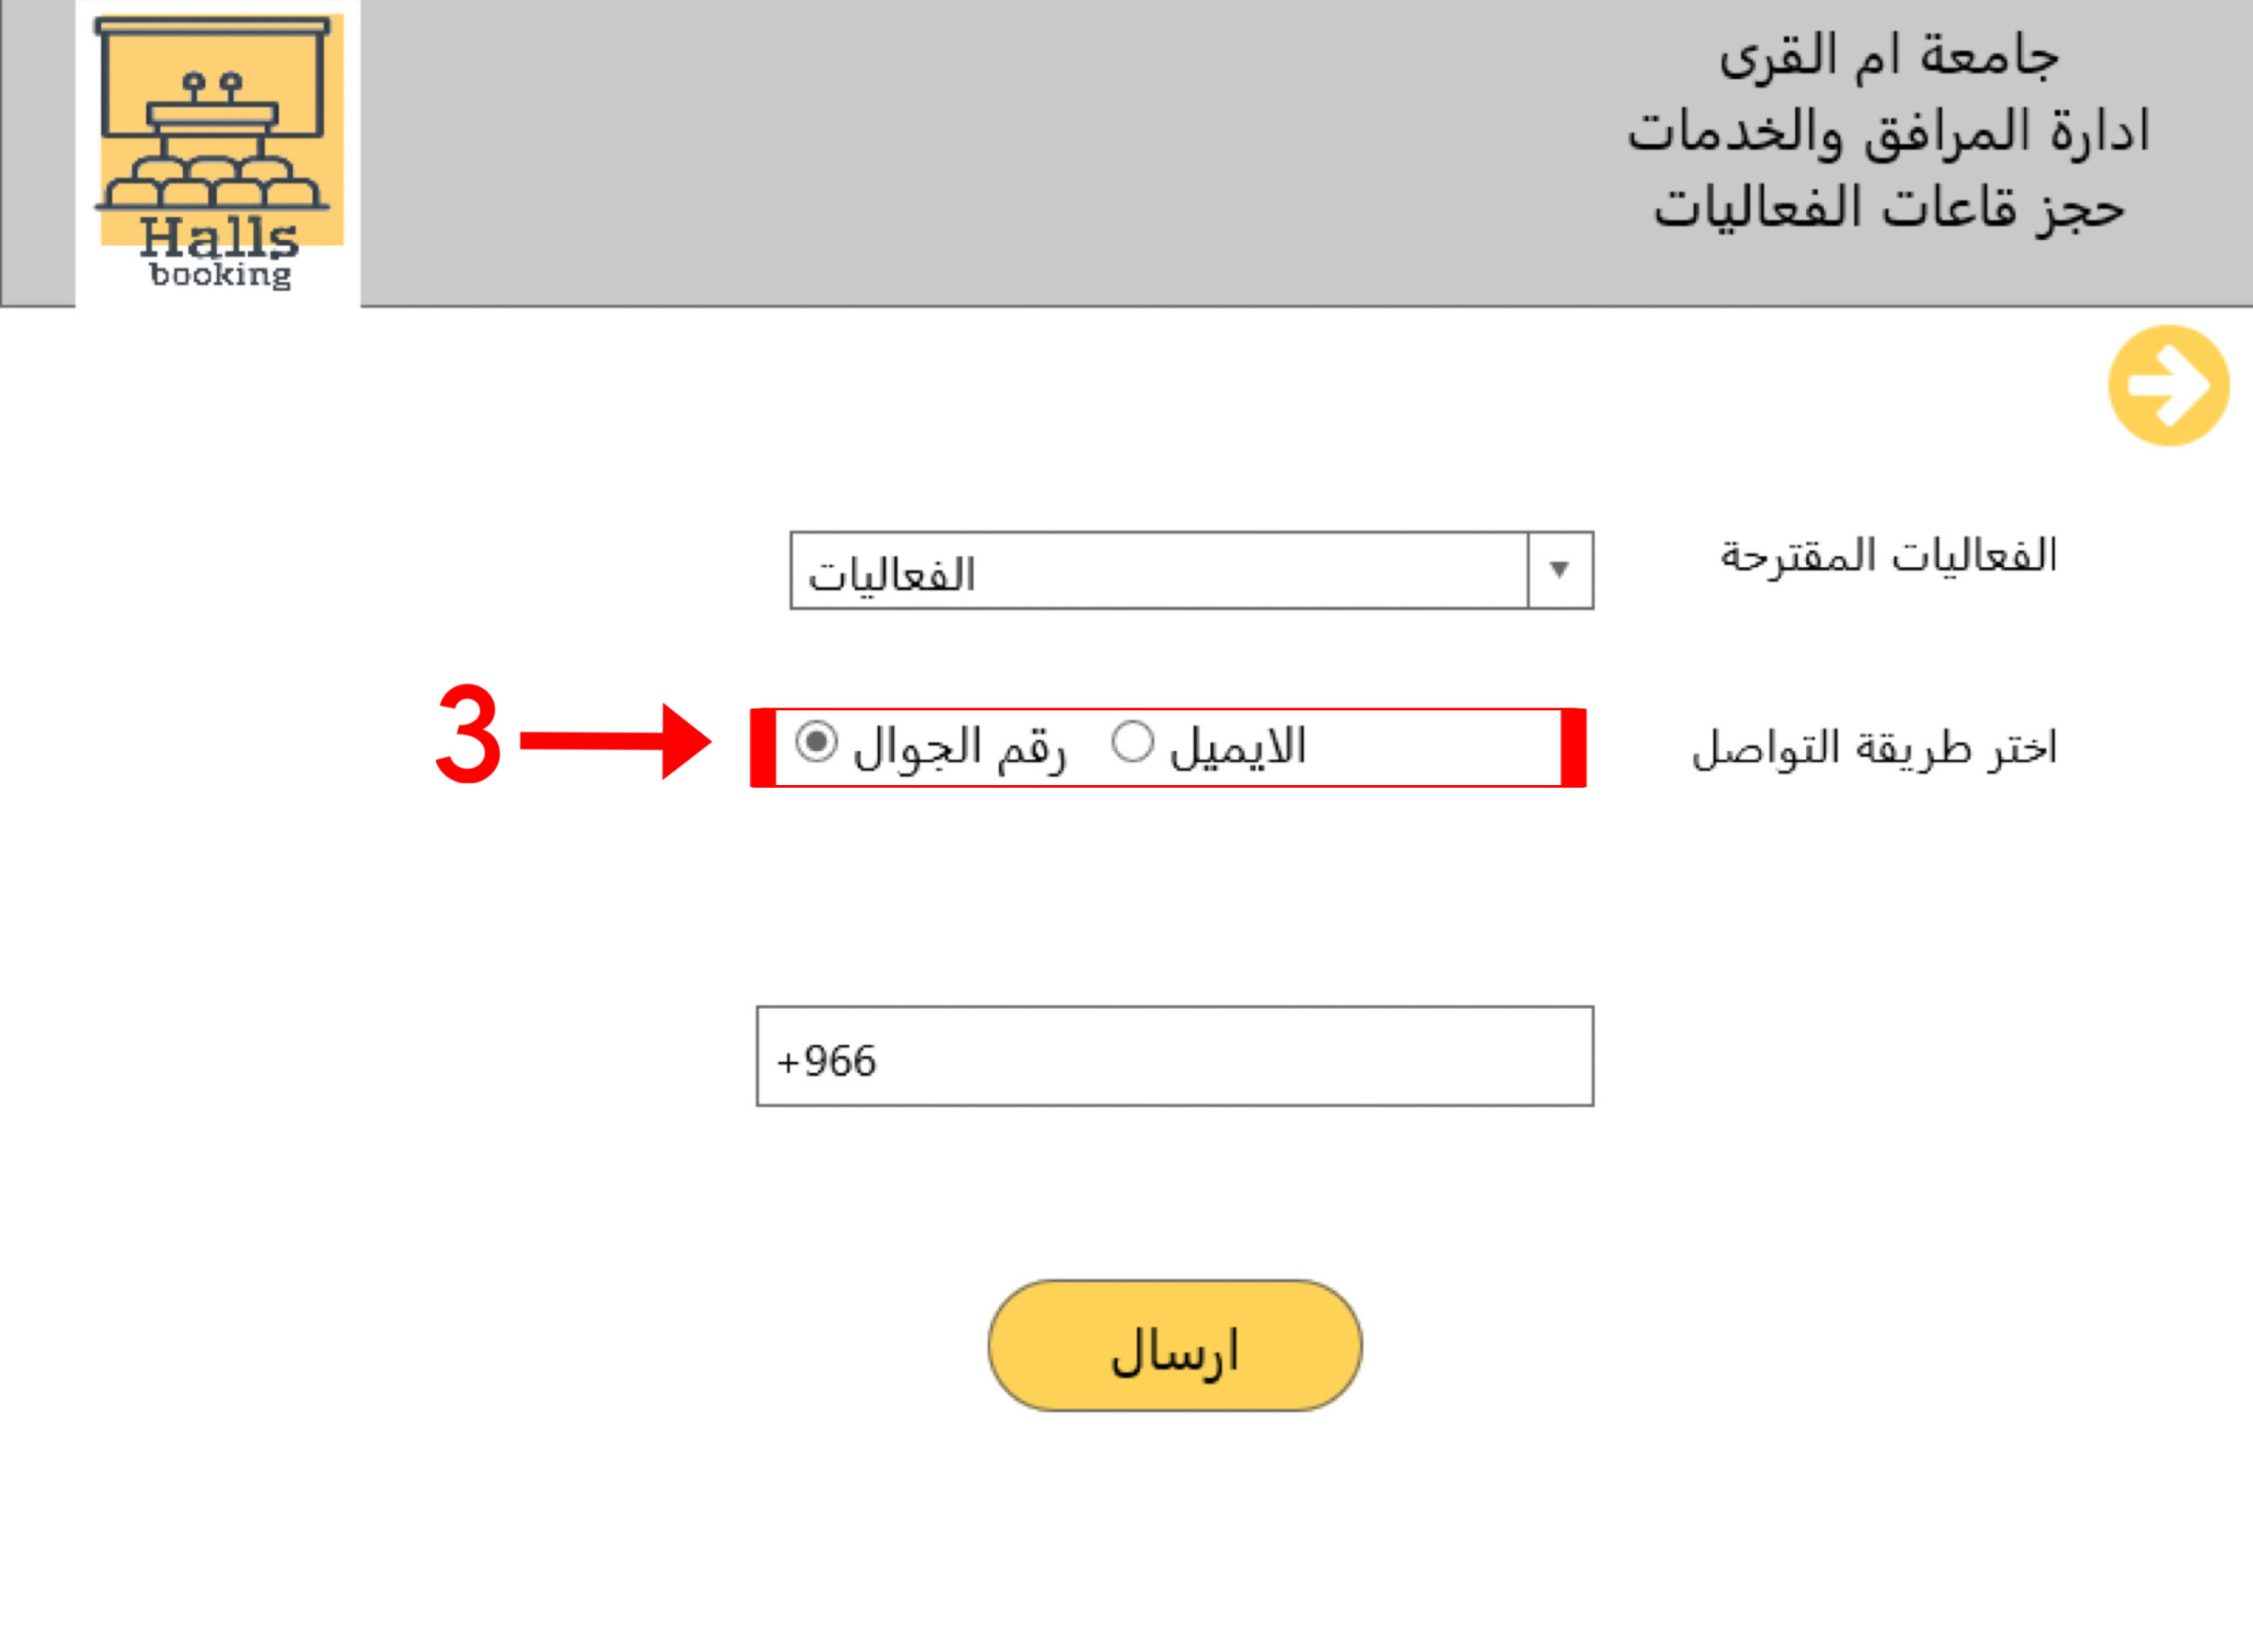 جامعة ام القرى
ادارة المرافق والخدمات
حجز قاعات الفعاليات
Halls
booking
الفعاليات المقترحة
الفعاليات
اختر طريقة التواصل
الايميل
رقم الجوال
3
+966
ارسال